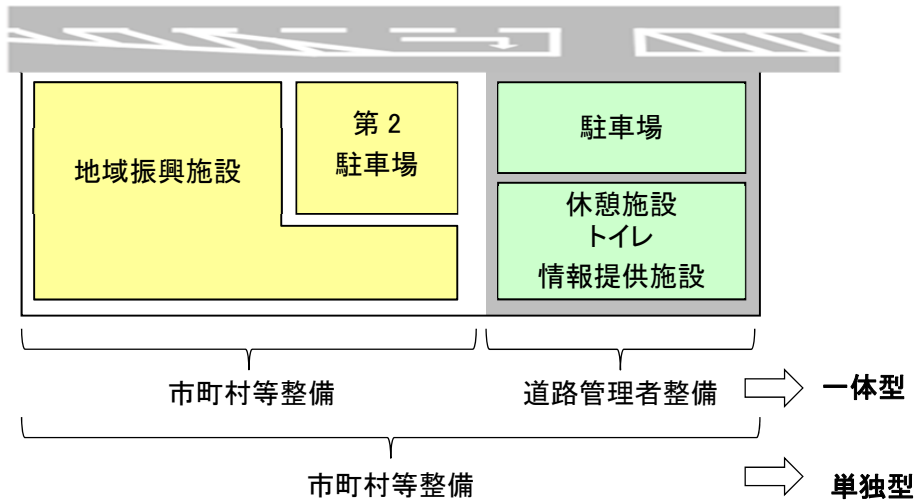 地域振興施設
第2
駐車場
駐車場
休憩施設
トイレ
情報提供施設
市町村等整備
道路管理者整備
一体型
市町村等整備
単独型